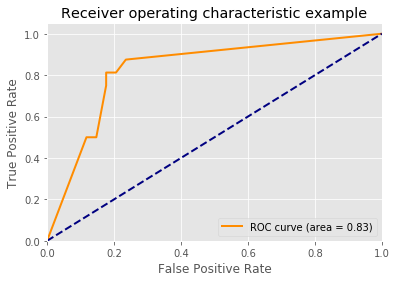 Receiver operating characteristic example
1.0
0.8
0.6
0.4
0.2
0.0
True Positive Rate
ROC curve (area = 0.83)
0.0 0.2 0.4 0.6 0.8 1.0
False Positive Rate